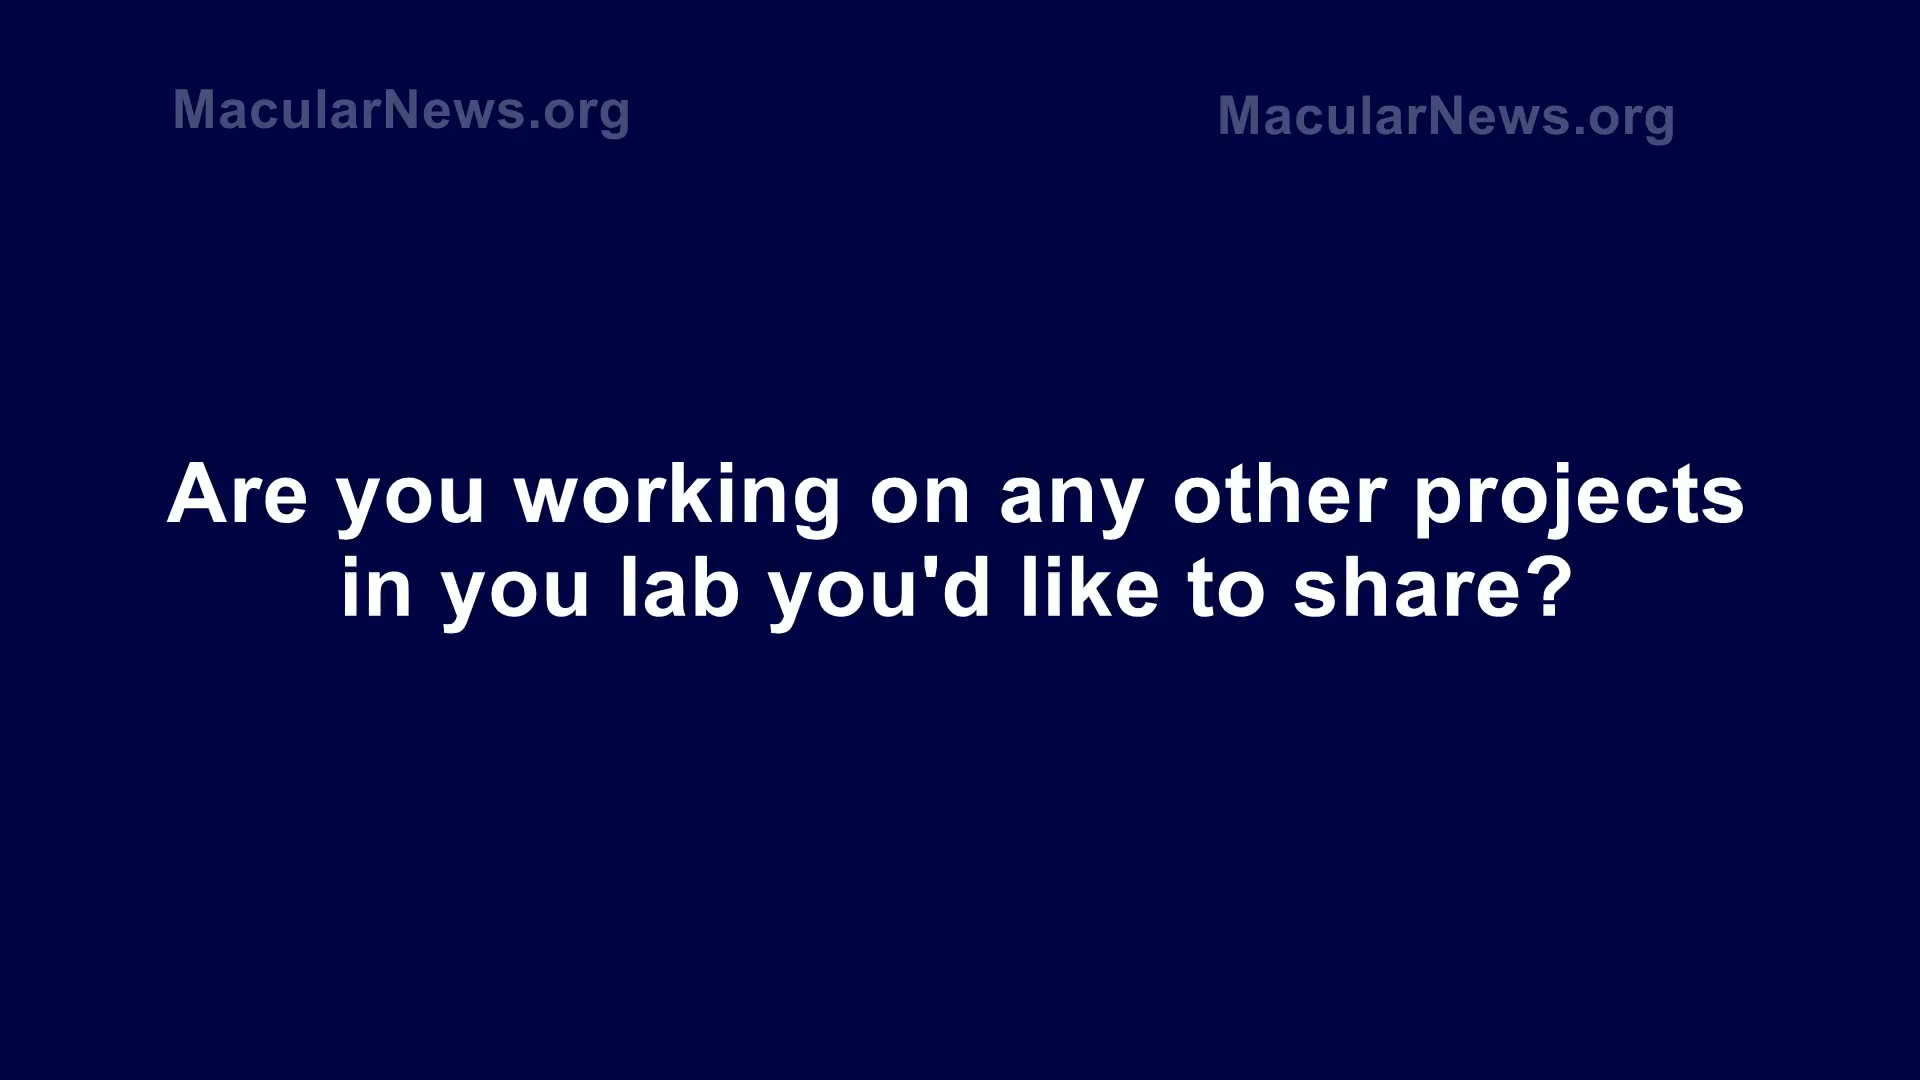 MacularNews.org
MacularNews.org
Are you working on any other projects
in you lab you'd like to share?